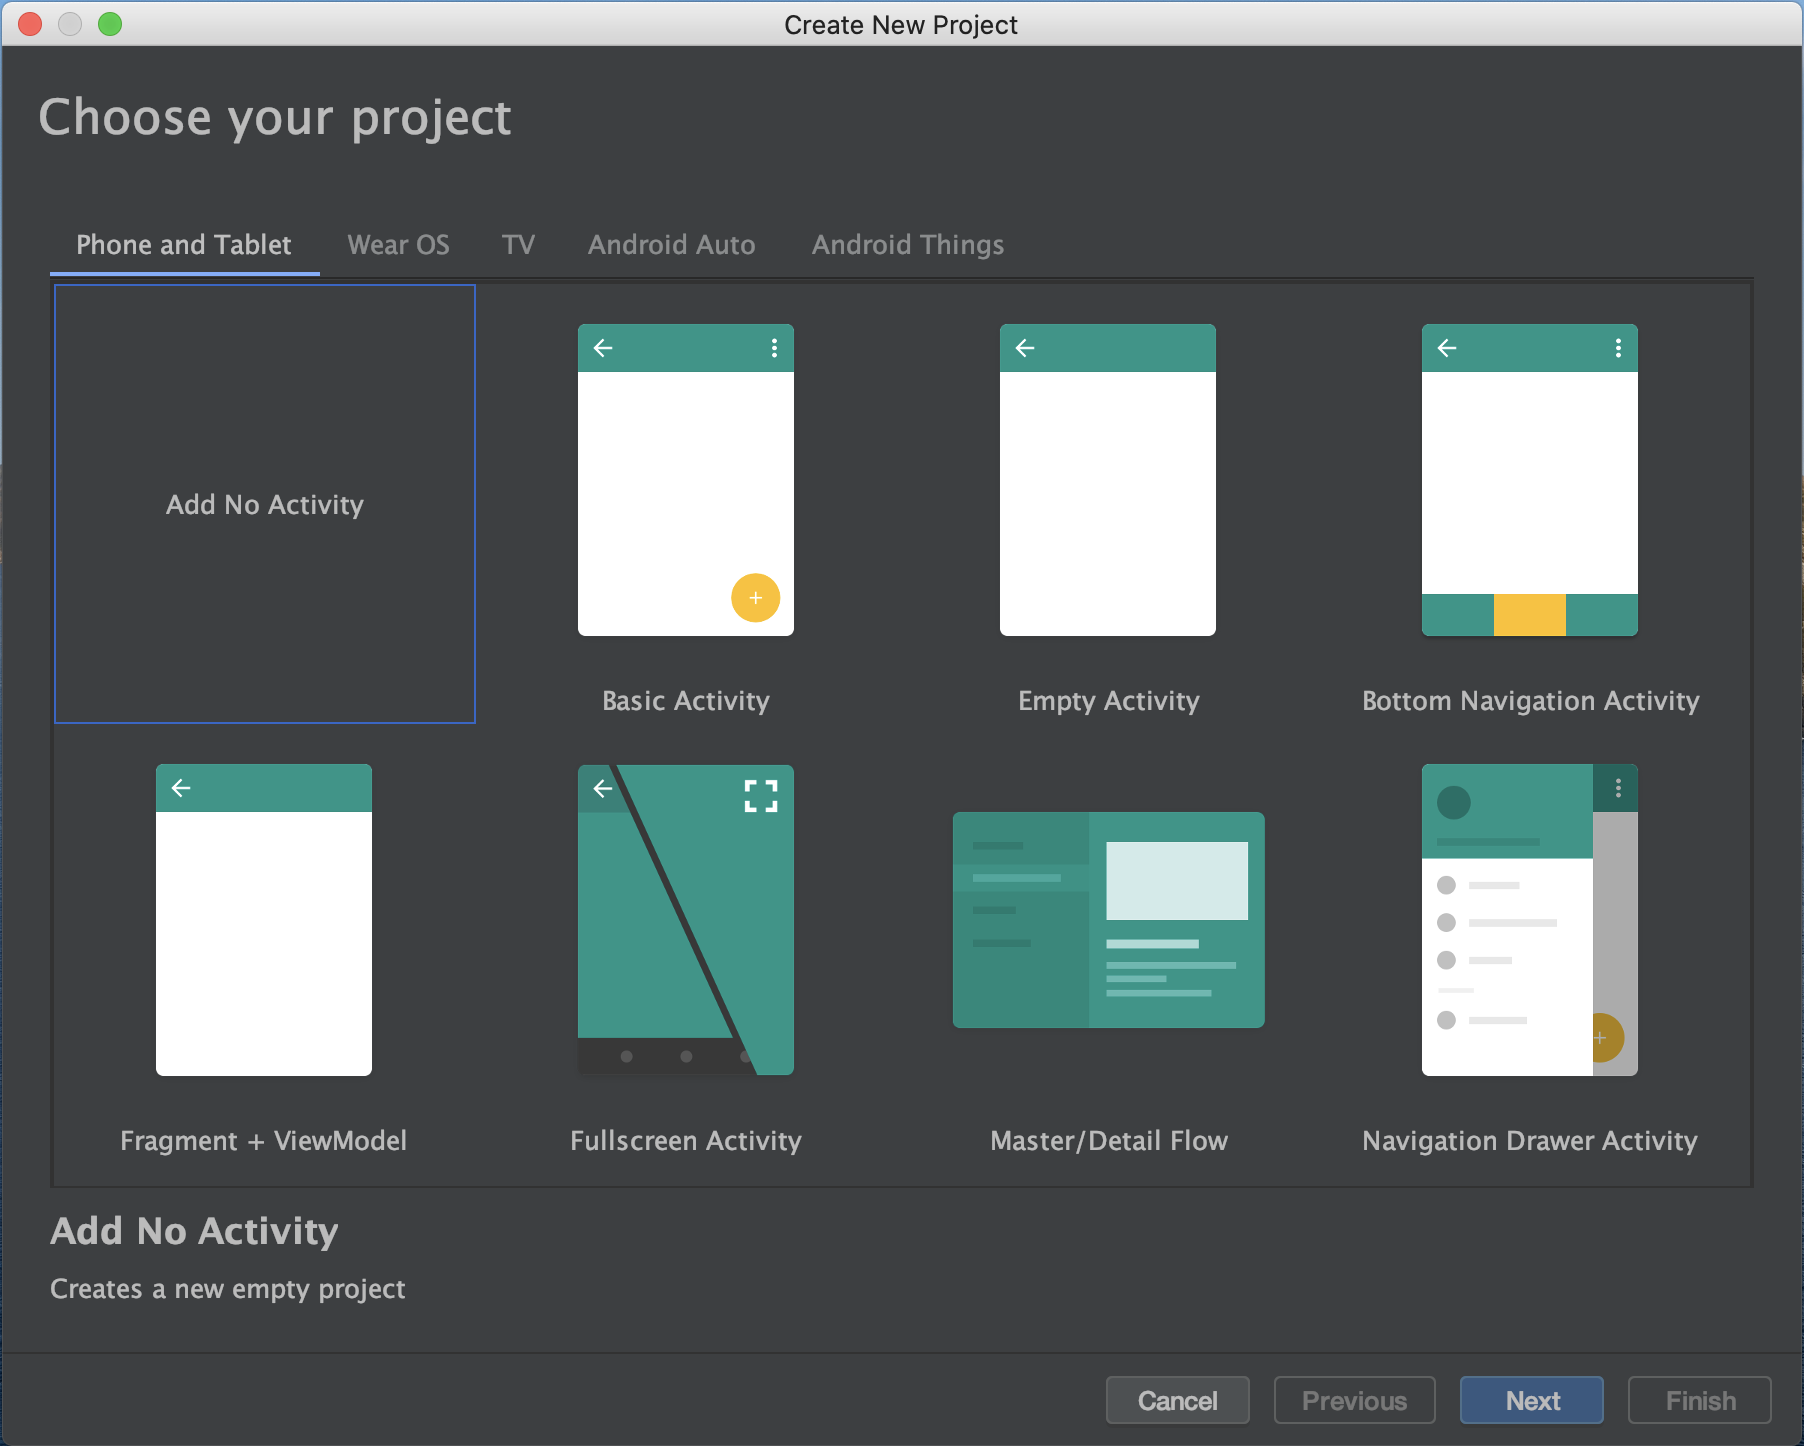 Create New Project
Choose your project
Phone and Tablet Wear OS TV Android Auto Android Things
Add No Activity
Basic Activity Empty Activity Bottom Navigation Activity
Fragment + ViewModel Fullscreen Activity Master/Detail Flow Navigation Drawer Activity
Add No Activity
Creates a new empty project
Cancel Previous Next Finish